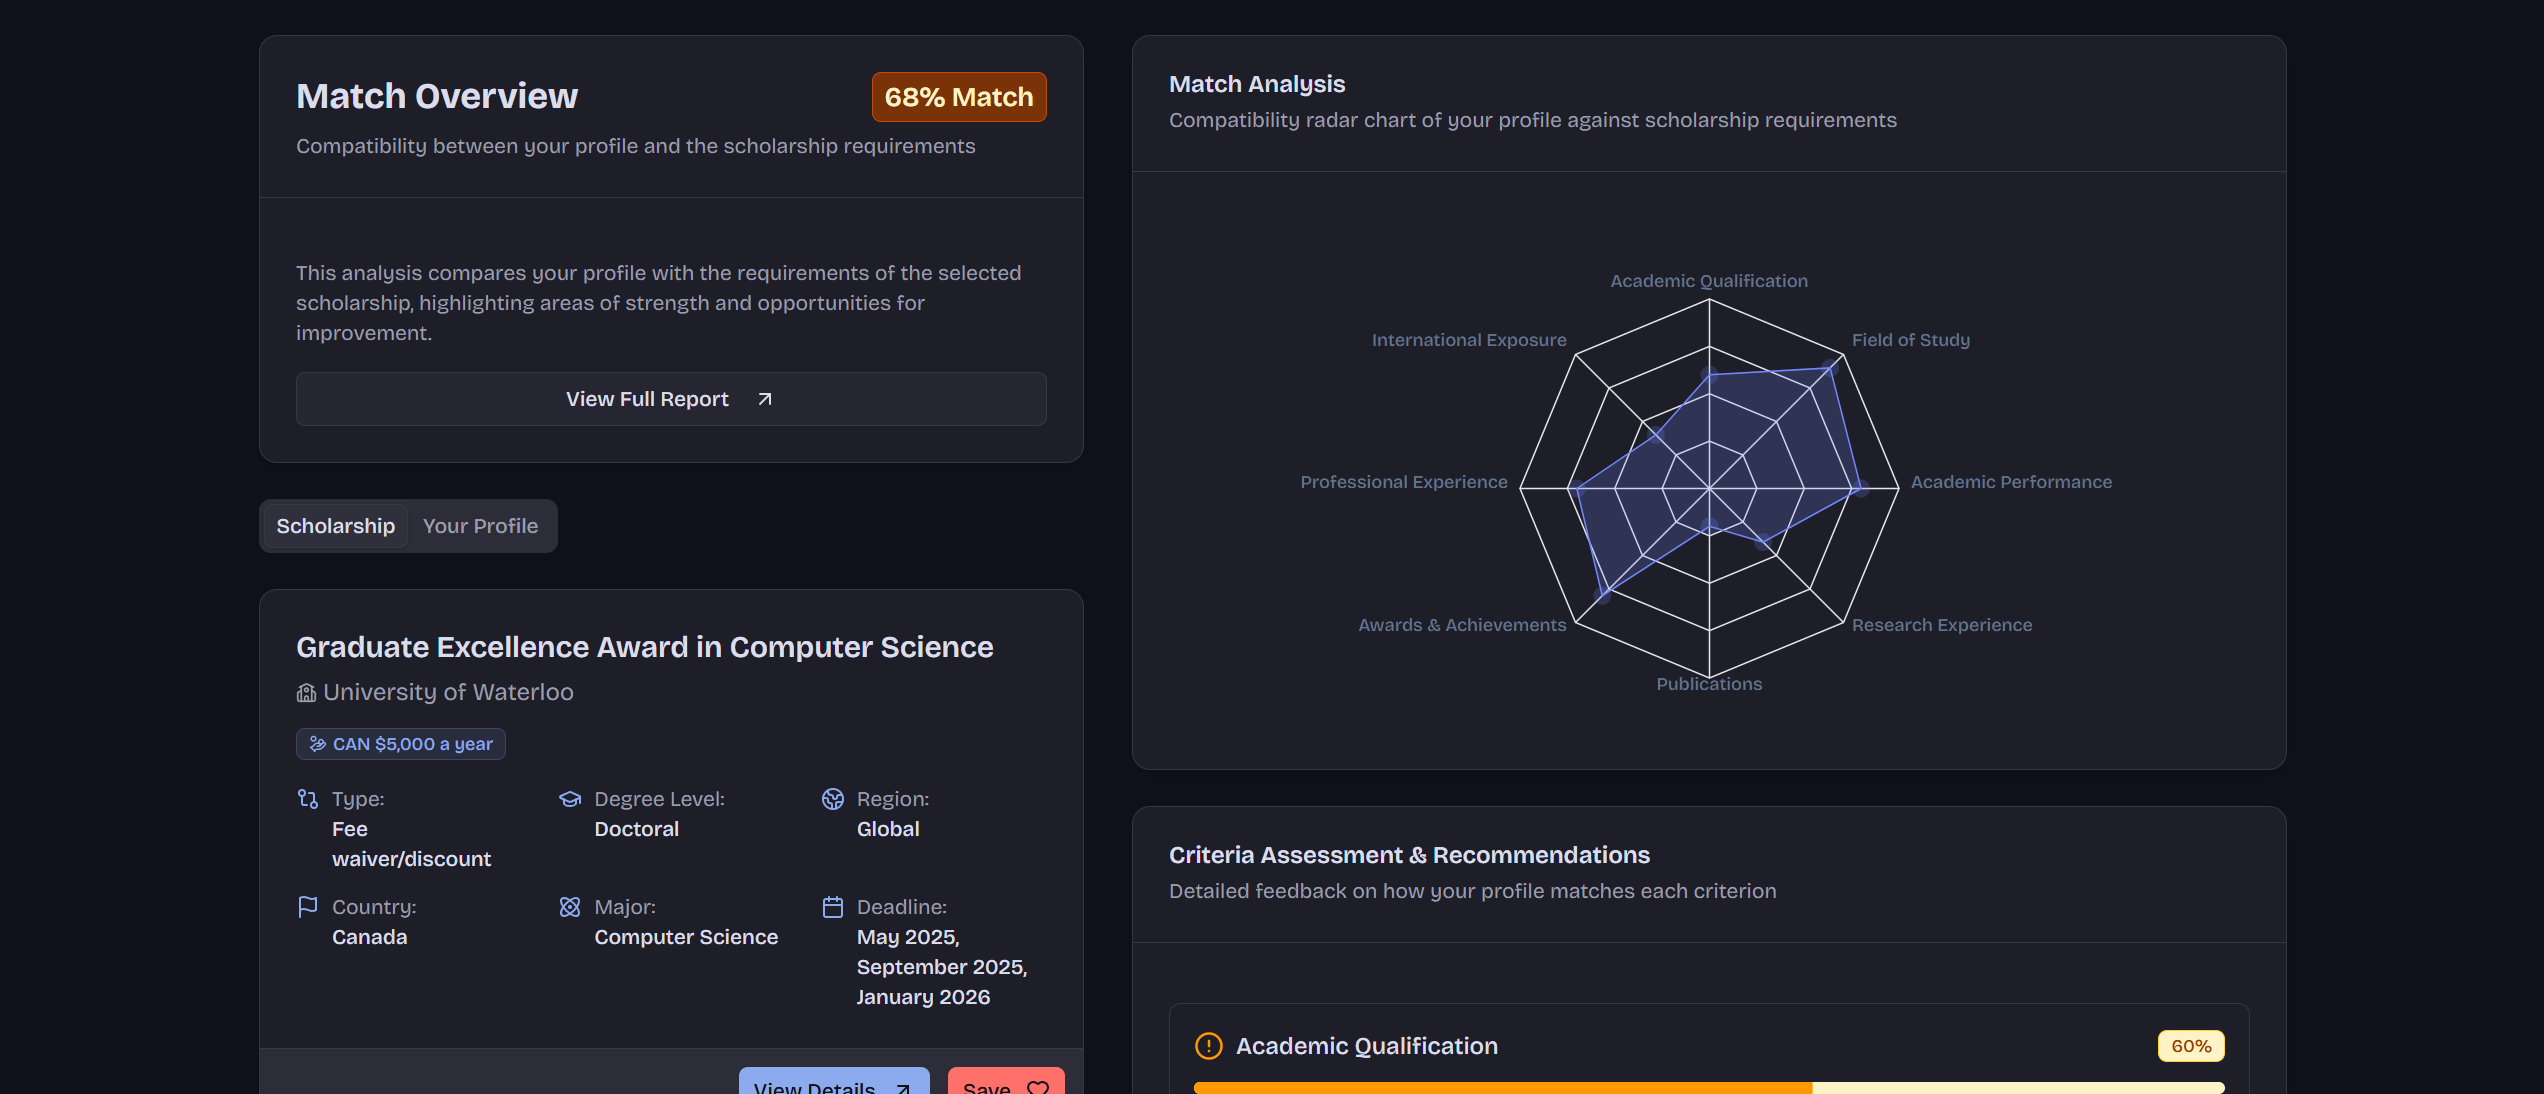 Match Overview
68% Match
Compatibility between your profile and the scholarship requirements
This analysis compares your profile with the requirements of the selected
scholarship, highlighting areas of strength and opportunities for
improvement.
View Full Report
Scholarship
Your Profile
Graduate Excellence Award in Computer Science
University of Waterloo
CAN $5,000 a year
Type:
Fee
waiver/discount
Degree Level:
Doctoral
Region:
Global
Country:
Canada
Major:
Computer Science
Deadline:
May 2025,
September 2025,
January 2026
View Details
Save
Match Analysis
Compatibility radar chart of your profile against scholarship requirements
Academic Qualification
International Exposure
Field of Study
Professional Experience
Academic Performance
Awards & Achievements
Research Experience
Publications
Criteria Assessment & Recommendations
Detailed feedback on how your profile matches each criterion
Academic Qualification
60%